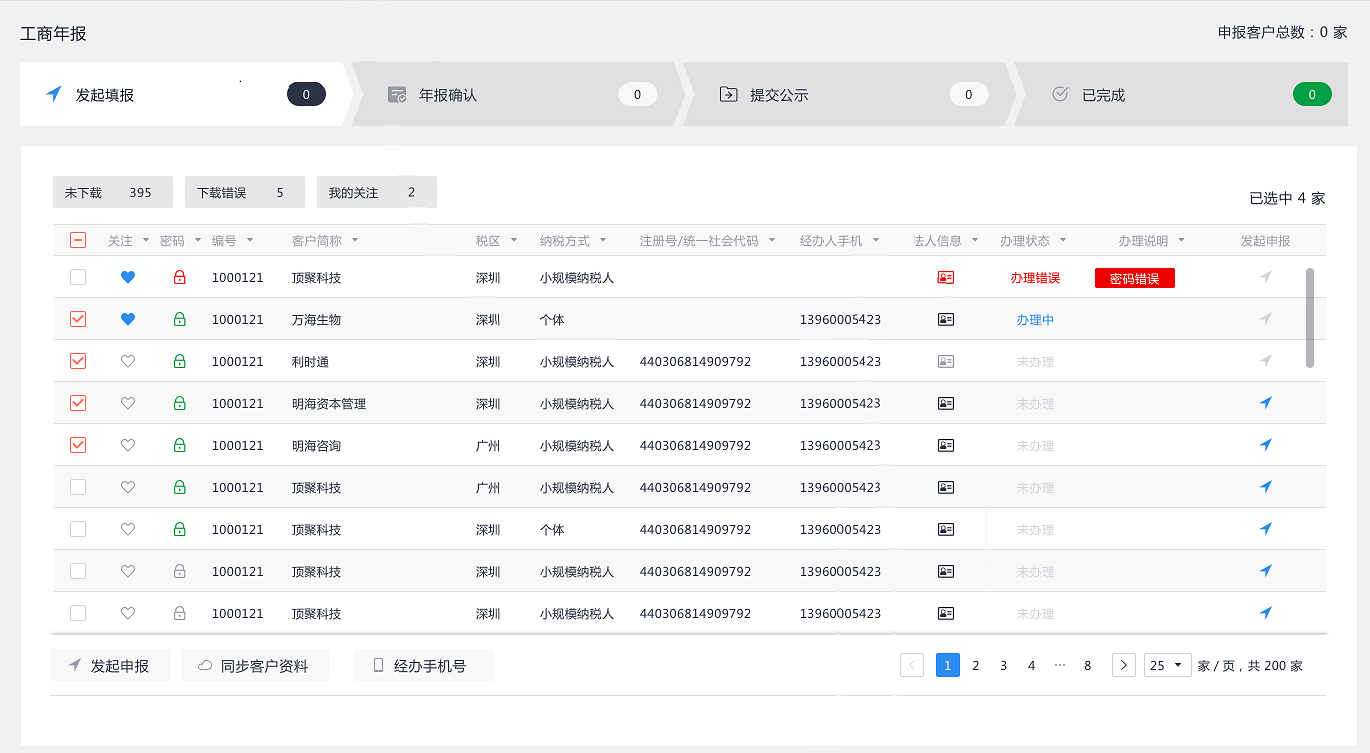 工商年报
申报客户总数：0 家
发起填报 0 年报确认 0 提交公示 0 已完成 0
未下载 395 下载错误 5 我的关注 2
已选中 4 家
关注 密码 编号 客户简称 税区 纳税方式 注册号/统一社会代码 经办人手机 法人信息 办理状态 办理说明 发起申报
1000121 顶聚科技 深圳 小规模纳税人 办理错误 密码错误
1000121 万海生物 深圳 个体 13960005423 办理中
1000121 利时通 深圳 小规模纳税人 440306814909792 13960005423 未办理
1000121 明海资本管理 深圳 小规模纳税人 440306814909792 13960005423 未办理
1000121 明海咨询 广州 小规模纳税人 440306814909792 13960005423 未办理
1000121 顶聚科技 广州 小规模纳税人 440306814909792 13960005423 未办理
1000121 顶聚科技 深圳 个体 440306814909792 13960005423 未办理
1000121 顶聚科技 深圳 小规模纳税人 440306814909792 13960005423 未办理
1000121 顶聚科技 深圳 小规模纳税人 440306814909792 13960005423 未办理
发起申报 同步客户资料 经办手机号 < 1 2 3 4 ··· 8 > 25 家 / 页，共 200 家